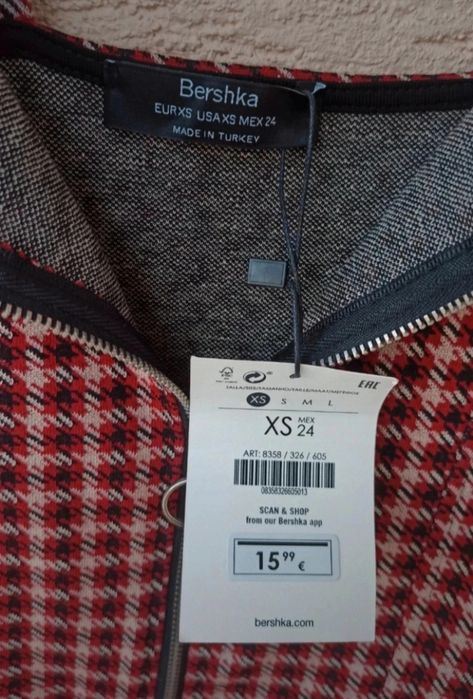 Bershka
EUR XS USA XS MEX 24
MADE IN TURKEY
EAC
XS S M L
XS MEX 24
ART: 8358 / 326 / 605
08358326605013
SCAN & SHOP
from our Bershka app
15 99 €
bershka.com